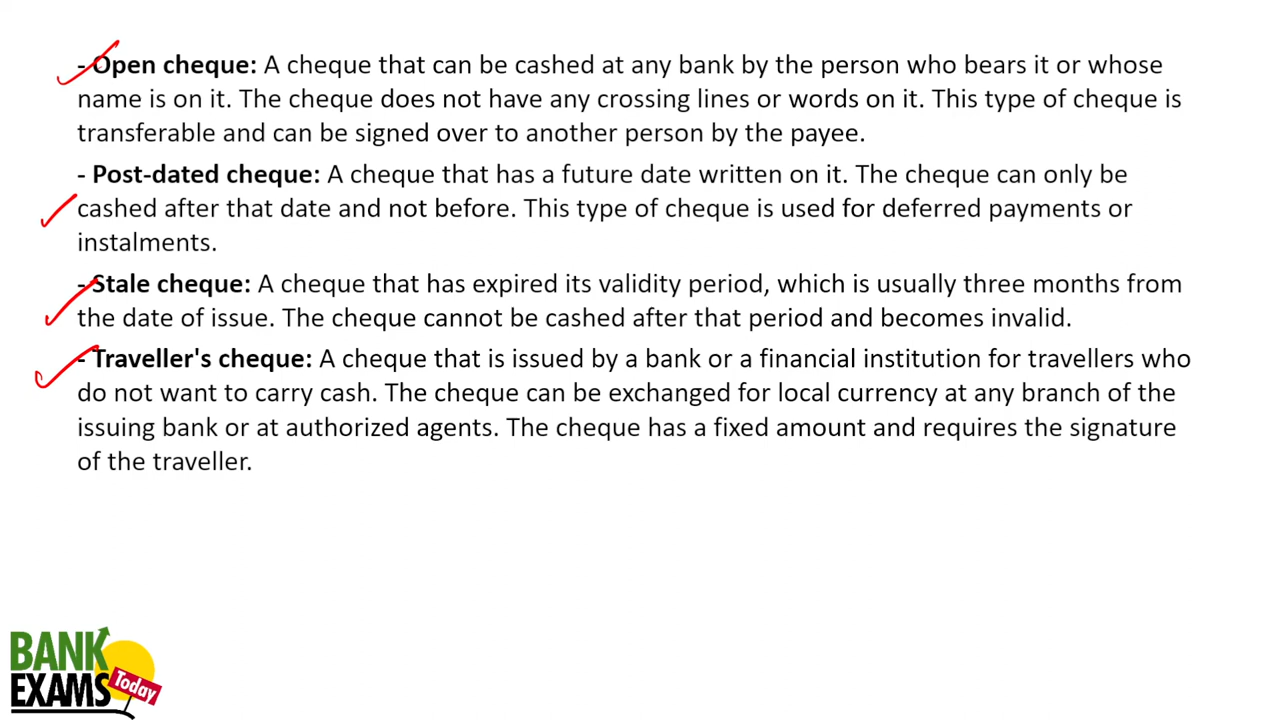 - Open cheque: A cheque that can be cashed at any bank by the person who bears it or whose
name is on it. The cheque does not have any crossing lines or words on it. This type of cheque is
transferable and can be signed over to another person by the payee.
- Post-dated cheque: A cheque that has a future date written on it. The cheque can only be
cashed after that date and not before. This type of cheque is used for deferred payments or
instalments.
- Stale cheque: A cheque that has expired its validity period, which is usually three months from
the date of issue. The cheque cannot be cashed after that period and becomes invalid.
- Traveller's cheque: A cheque that is issued by a bank or a financial institution for travellers who
do not want to carry cash. The cheque can be exchanged for local currency at any branch of the
issuing bank or at authorized agents. The cheque has a fixed amount and requires the signature
of the traveller.
BANK
EXAMS Today